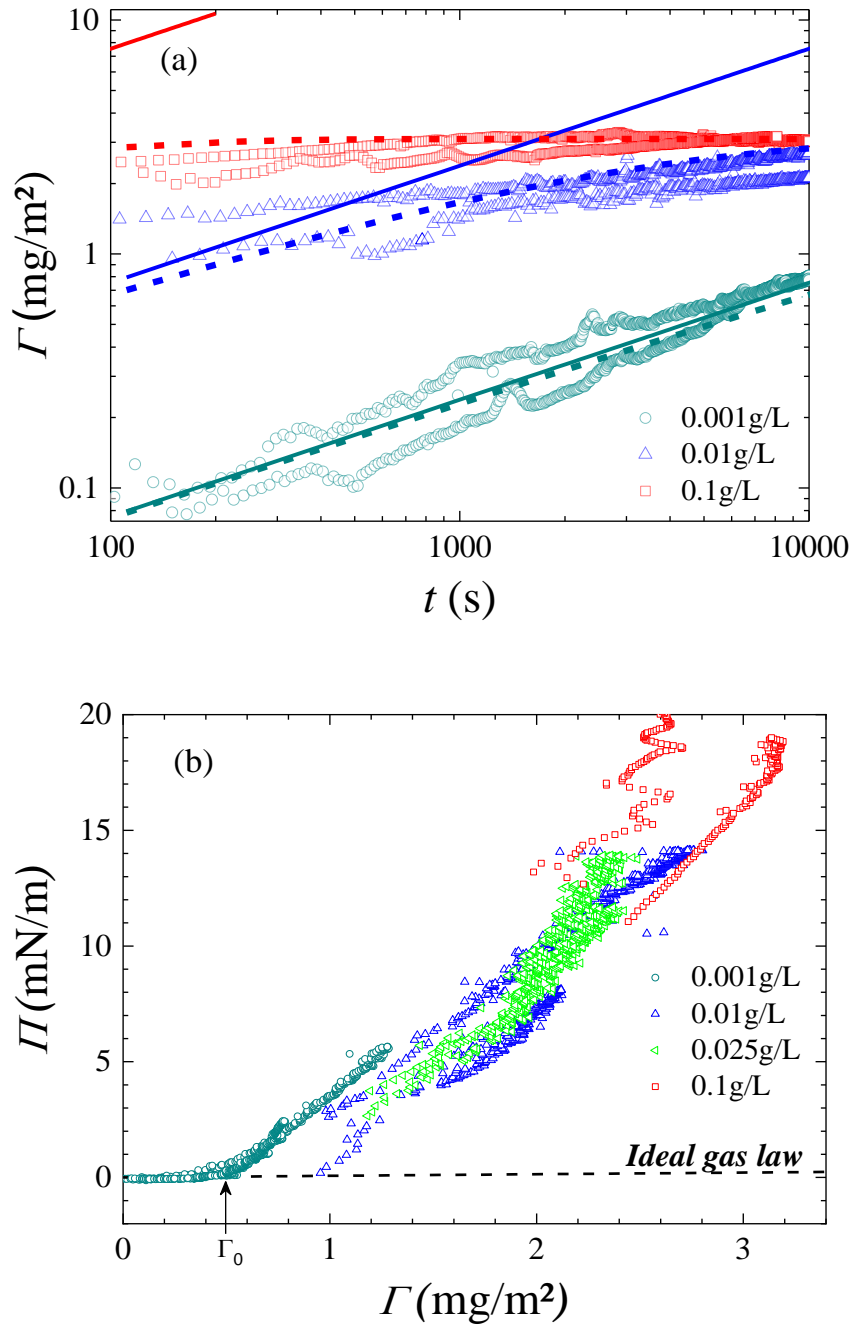 10
(a)
1
0.1
Γ (mg/m²)
0.001g/L
0.01g/L
0.1g/L
100
1000
10000
t (s)
20
(b)
15
10
5
0
Π (mN/m)
0.001g/L
0.01g/L
0.025g/L
0.1g/L
Ideal gas law
0
Γ₀
1
2
3
Γ (mg/m²)